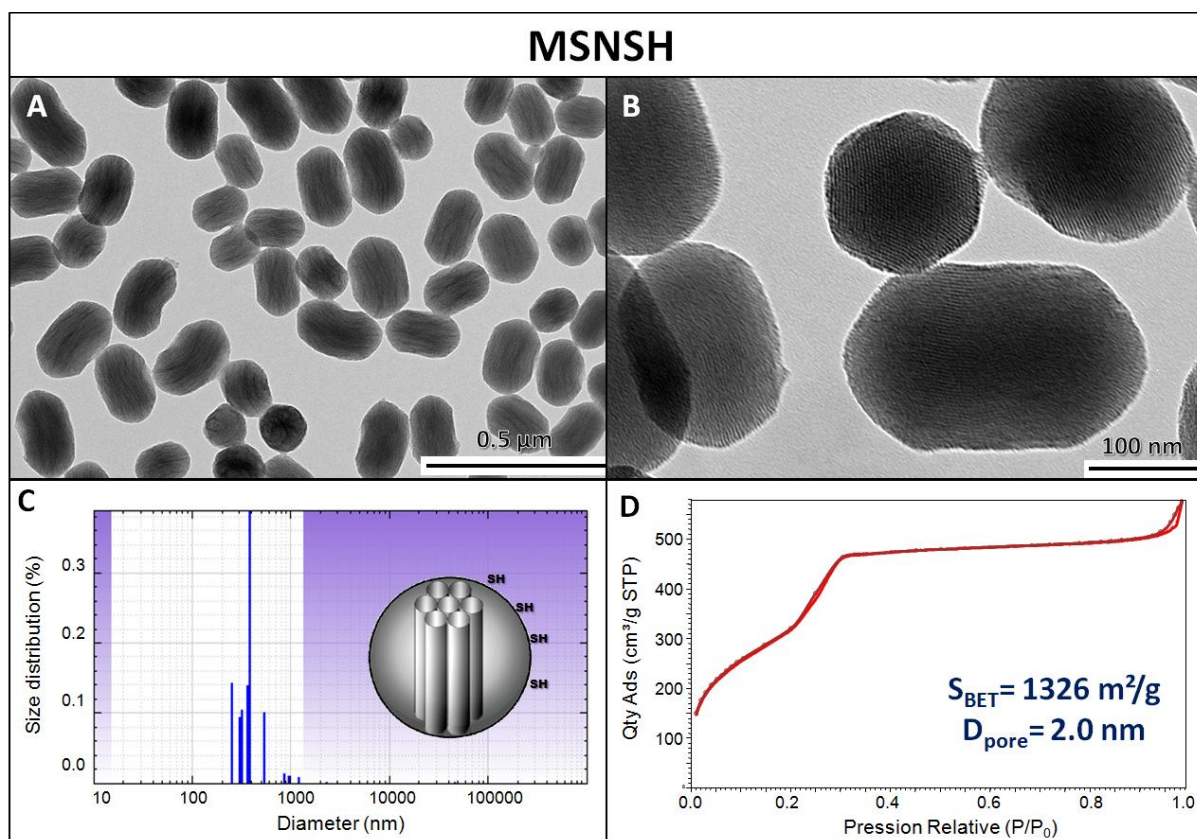 MSNSH
A
0.5 µm
B
100 nm
C
Size distribution (%)
0.3
0.2
0.1
0.0
10
100
1000
10000
100000
Diameter (nm)
SH
SH
SH
SH
D
Qty Ads (cm³/g STP)
500
400
300
200
100
0.0
0.2
0.4
0.6
0.8
1.0
Pression Relative (P/P₀)
S_BET= 1326 m²/g
D_pore= 2.0 nm